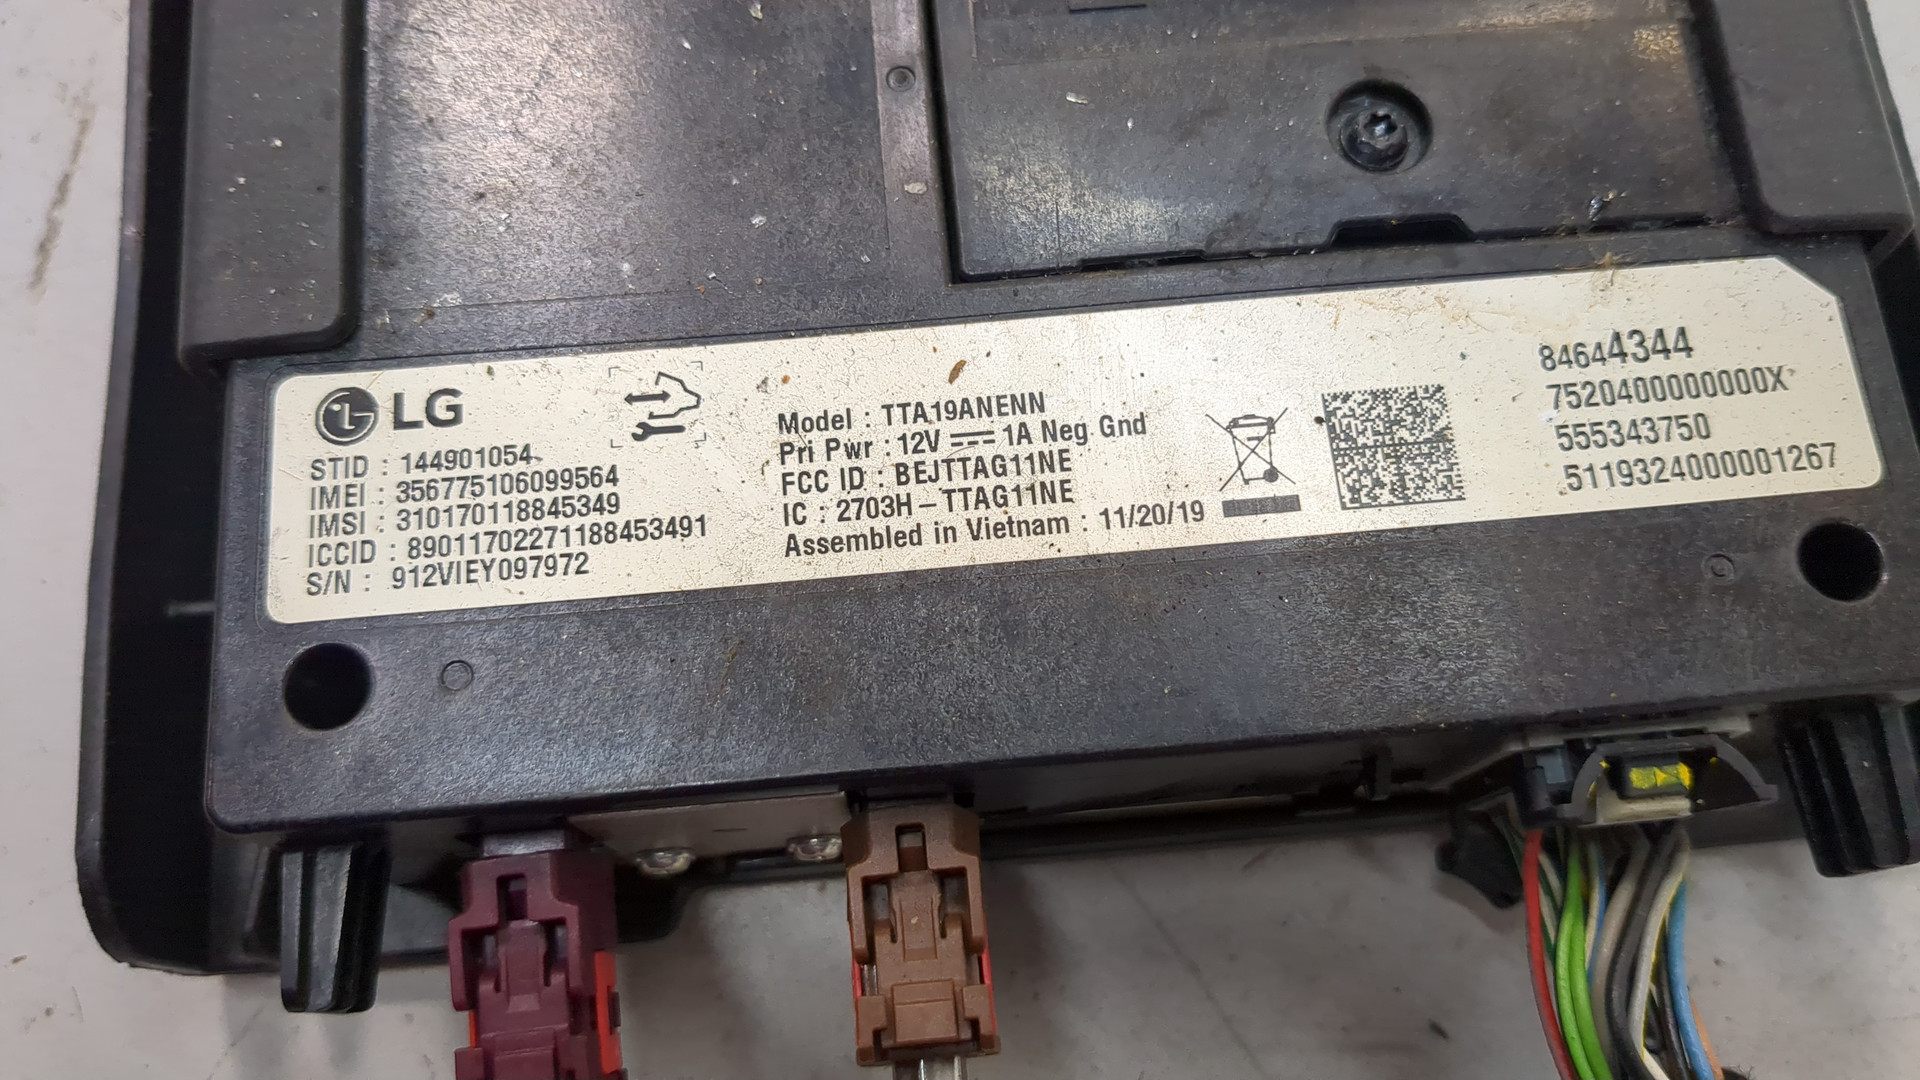 LG
STID : 144901054
IMEI : 356775106099564
IMSI : 310170118845349
ICCID : 89011702271188453491
S/N : 912VIEY097972
Model : TTA19ANENN
Pri Pwr : 12V 1A Neg Gnd
FCC ID : BEJTTAG11NE
IC : 2703H-TTAG11NE
Assembled in Vietnam : 11/20/19
84644344
7520400000000X
555343750
5119324000001267